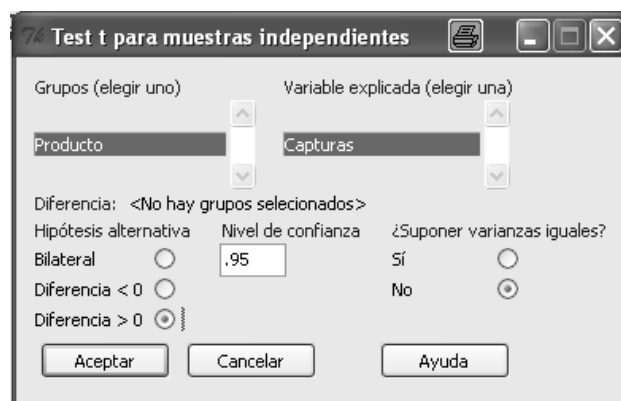 Test t para muestras independientes
Grupos (elegir uno) Variable explicada (elegir una)
Producto Capturas
Diferencia: <No hay grupos selecionados>
Hipótesis alternativa Nivel de confianza ¿Suponer varianzas iguales?
Bilateral .95 Sí
Diferencia < 0 No
Diferencia > 0
Aceptar Cancelar Ayuda